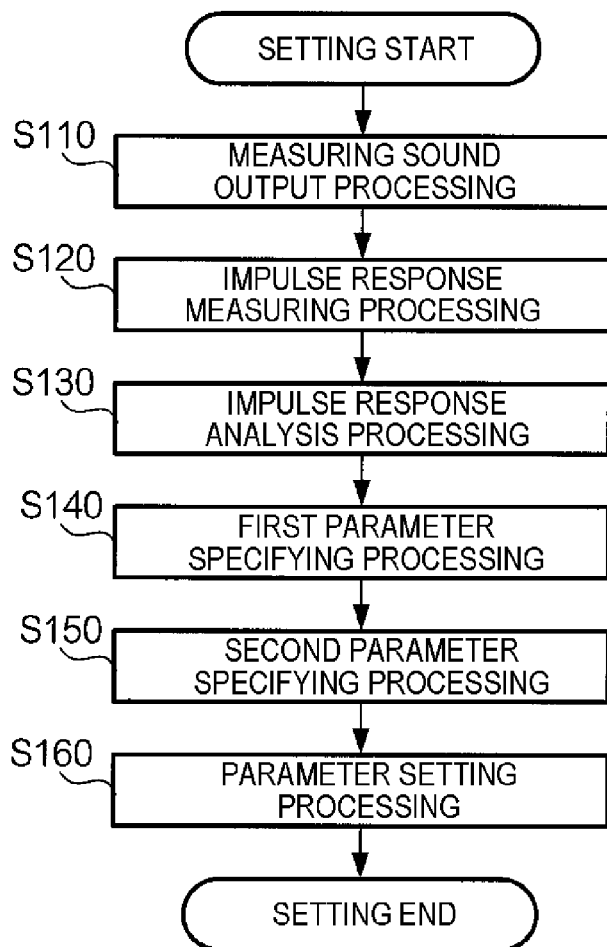 SETTING START
S110
MEASURING SOUND
OUTPUT PROCESSING
S120
IMPULSE RESPONSE
MEASURING PROCESSING
S130
IMPULSE RESPONSE
ANALYSIS PROCESSING
S140
FIRST PARAMETER
SPECIFYING PROCESSING
S150
SECOND PARAMETER
SPECIFYING PROCESSING
S160
PARAMETER SETTING
PROCESSING
SETTING END